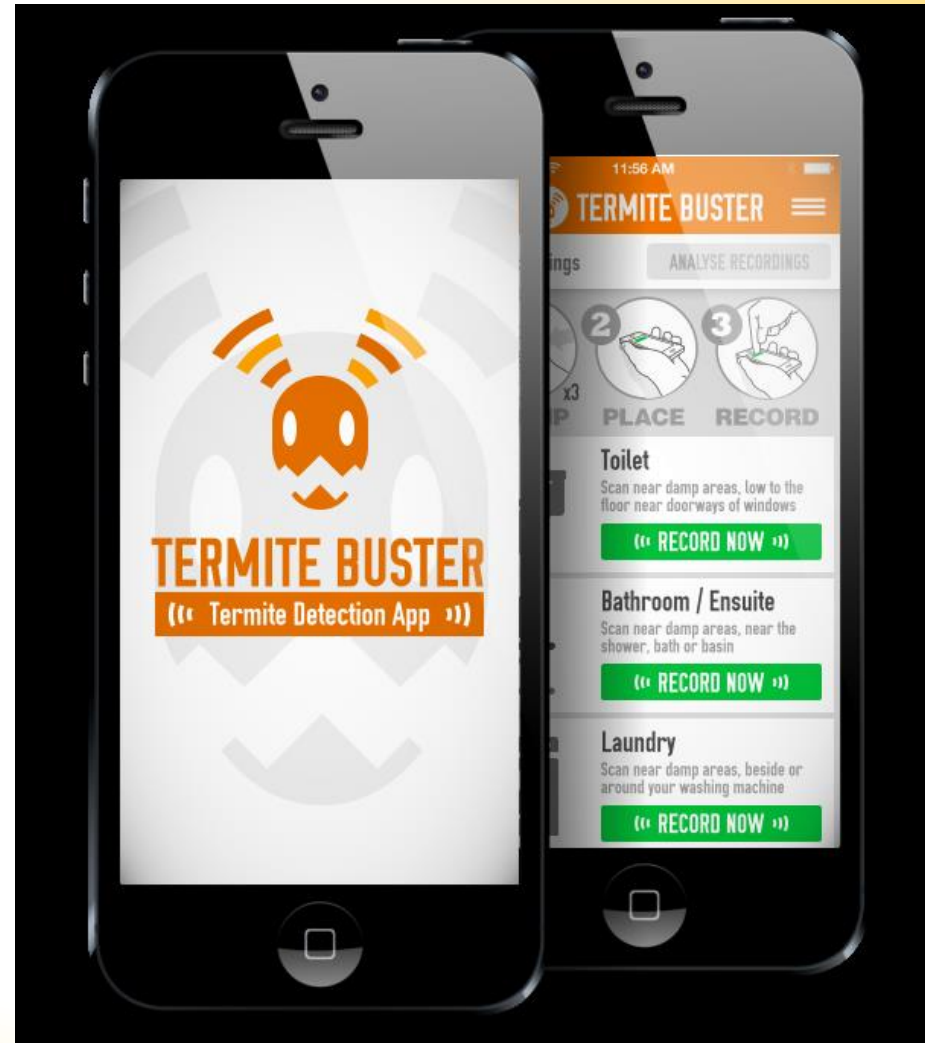 TERMITE BUSTER
((( Termite Detection App )))
11:56 AM
TERMITE BUSTER
ings
ANALYSE RECORDINGS
2
3
x3
P
PLACE
RECORD
Toilet
Scan near damp areas, low to the
floor near doorways of windows
((( RECORD NOW )))
Bathroom / Ensuite
Scan near damp areas, near the
shower, bath or basin
((( RECORD NOW )))
Laundry
Scan near damp areas, beside or
around your washing machine
((( RECORD NOW )))